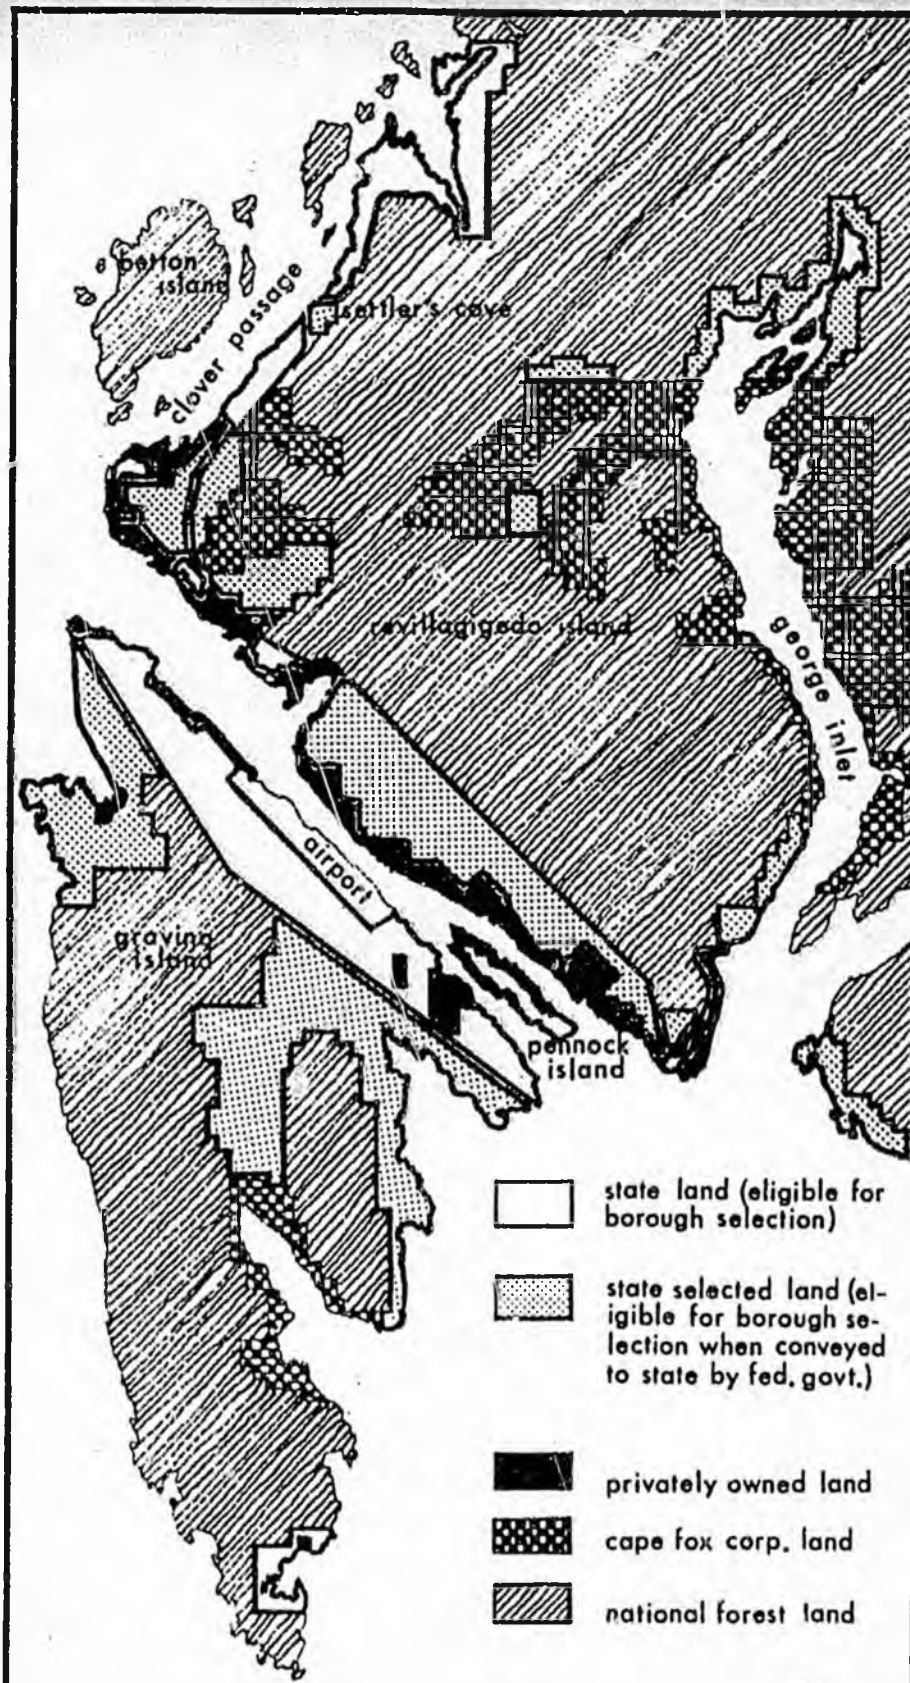 betton
island
clover passage
settler's cove
revillagigedo island
george inlet
airport
gravina
island
pennock
island
state land (eligible for
borough selection)
state selected land (el-
igible for borough se-
lection when conveyed
to state by fed. govt.)
privately owned land
cape fox corp. land
national forest land